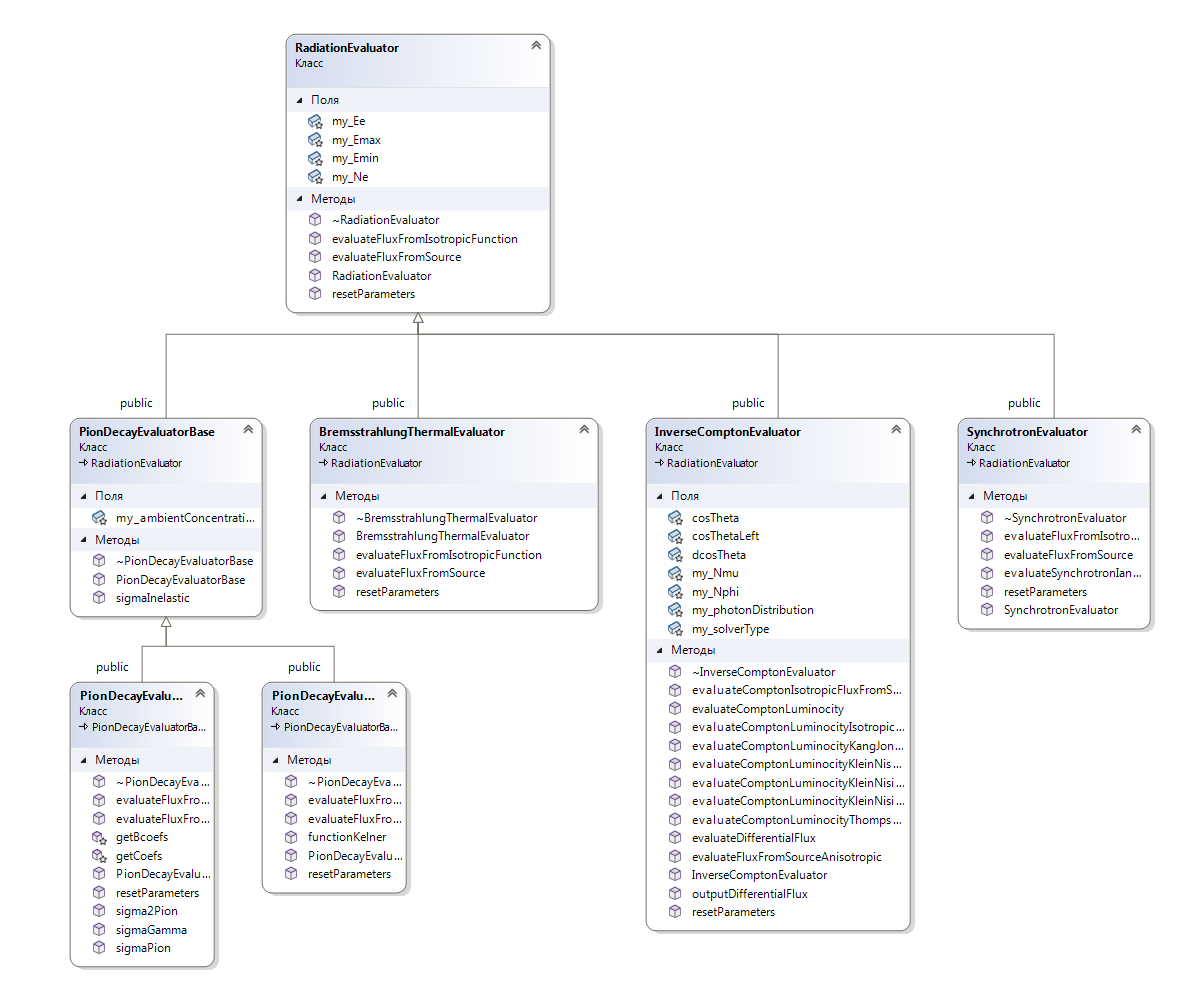 RadiationEvaluator
Класс
Поля
my_Ee
my_Emax
my_Emin
my_Ne
Методы
~RadiationEvaluator
evaluateFluxFromIsotropicFunction
evaluateFluxFromSource
RadiationEvaluator
resetParameters
public
public
public
public
PionDecayEvaluatorBase
Класс
RadiationEvaluator
Поля
my_ambientConcentrati...
Методы
~PionDecayEvaluatorBase
PionDecayEvaluatorBase
sigmaInelastic
BremsstrahlungThermalEvaluator
Класс
RadiationEvaluator
Методы
~BremsstrahlungThermalEvaluator
BremsstrahlungThermalEvaluator
evaluateFluxFromIsotropicFunction
evaluateFluxFromSource
resetParameters
InverseComptonEvaluator
Класс
RadiationEvaluator
Поля
cosTheta
cosThetaLeft
dcosTheta
my_Nmu
my_Nphi
my_photonDistribution
my_solverType
Методы
~InverseComptonEvaluator
evaluateComptonIsotropicFluxFromS...
evaluateComptonLuminocity
evaluateComptonLuminocityIsotropic...
evaluateComptonLuminocityKangJon...
evaluateComptonLuminocityKleinNis...
evaluateComptonLuminocityKleinNisi...
evaluateComptonLuminocityKleinNisi...
evaluateComptonLuminocityThomps...
evaluateDifferentialFlux
evaluateFluxFromSourceAnisotropic
InverseComptonEvaluator
outputDifferentialFlux
resetParameters
SynchrotronEvaluator
Класс
RadiationEvaluator
Методы
~SynchrotronEvaluator
evaluateFluxFromIsotro...
evaluateFluxFromSource
evaluateSynchrotronIan...
resetParameters
SynchrotronEvaluator
public
public
PionDecayEvalu...
Класс
PionDecayEvaluatorBa...
Методы
~PionDecayEva...
evaluateFluxFro...
evaluateFluxFro...
getBcoefs
getCoefs
PionDecayEvalu...
resetParameters
sigma2Pion
sigmaGamma
sigmaPion
PionDecayEvalu...
Класс
PionDecayEvaluatorBa...
Методы
~PionDecayEva...
evaluateFluxFro...
evaluateFluxFro...
functionKelner
PionDecayEvalu...
resetParameters